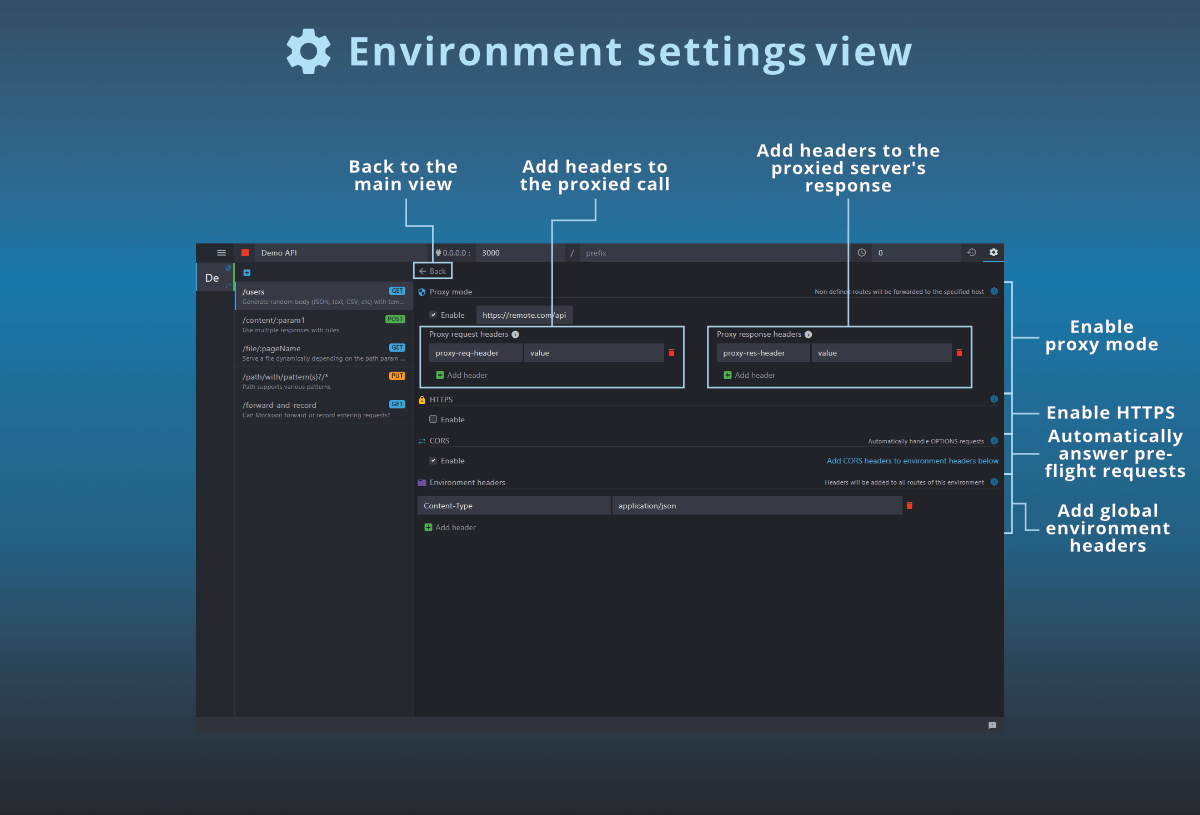 Environment settings view
Back to the
main view
Add headers to
the proxied call
Add headers to the
proxied server's
response
Demo API
0.0.0.0 :
3000
/
prefix
0
De
Back
/users
GET
Generate random body (JSON, text, CSV, etc) with tem...
/content/:param1
POST
Use multiple responses with rules
/file/:pageName
GET
Serve a file dynamically depending on the path param ...
/path/with/pattern(s)?/*
PUT
Path supports various patterns
/forward-and-record
GET
Can Mockoon forward or record entering requests?
Proxy mode
Non defined routes will be forwarded to the specified host
Enable
https://remote.com/api
Proxy request headers
proxy-req-header
value
Add header
Proxy response headers
proxy-res-header
value
Add header
HTTPS
Enable
CORS
Automatically handle OPTIONS requests
Enable
Add CORS headers to environment headers below
Environment headers
Headers will be added to all routes of this environment
Content-Type
application/json
Add header
Enable
proxy mode
Enable HTTPS
Automatically
answer pre-
flight requests
Add global
environment
headers